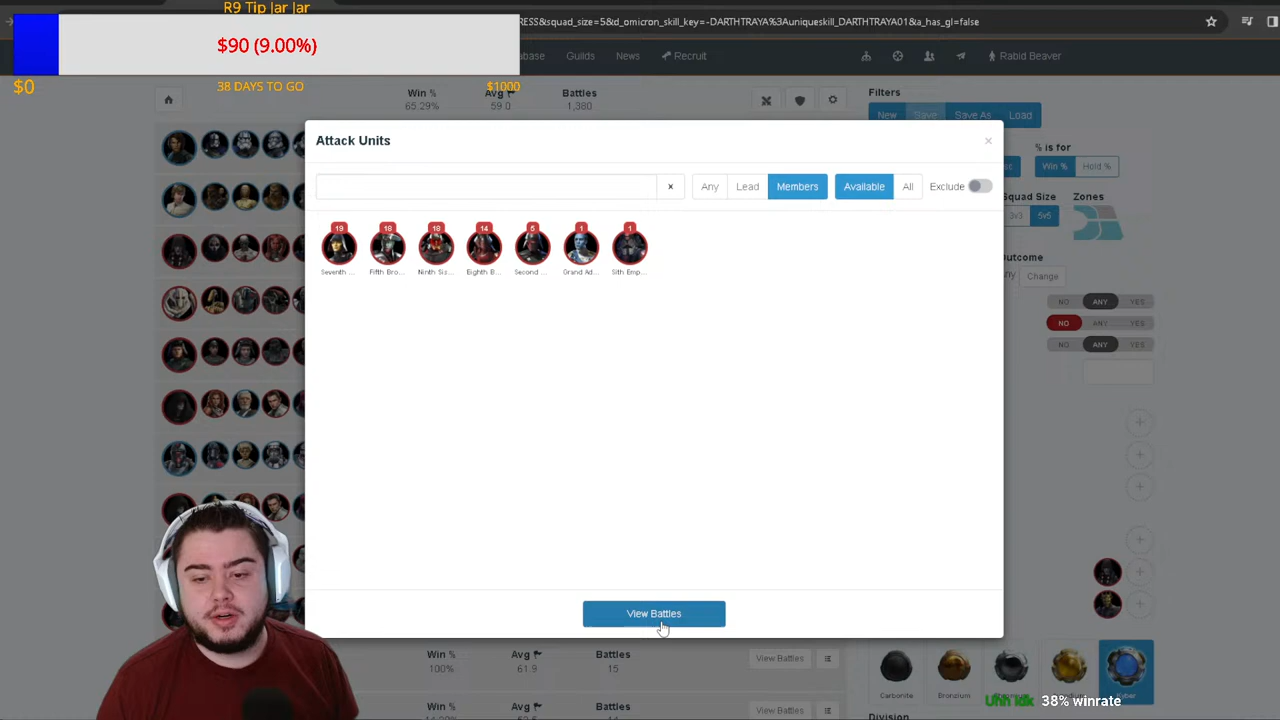 R9 Tip Jar Jar
$90 (9.00%)
$0
38 DAYS TO GO
$1000
RESS&squad_size=5&d_omicron_skill_key=-DARTHTRAYA%3Auniqueskill_DARTHTRAYA01&a_has_gl=false
Guilds
News
Recruit
Rabid Beaver
Win %
65.29%
59.0
Battles
1,380
Filters
New
Save
Save As
Load
% is for
Win %
Hold %
Squad Size
3v3
5v5
Zones
Outcome
Change
NO ANY YES
NO ANY YES
NO ANY YES
Attack Units
×
Any
Lead
Members
Available
All
Exclude
19
18
18
14
5
1
1
Seventh ...
Fifth Bro...
Ninth Sis...
Eighth B...
Second ...
Grand Ad...
Sith Emp...
View Battles
Win %
100%
Avg
61.9
Battles
15
View Battles
Win %
Avg
Battles
View Battles
Carbonite
Bronzium
Kyber
Uhh idk
38% winrate
Division